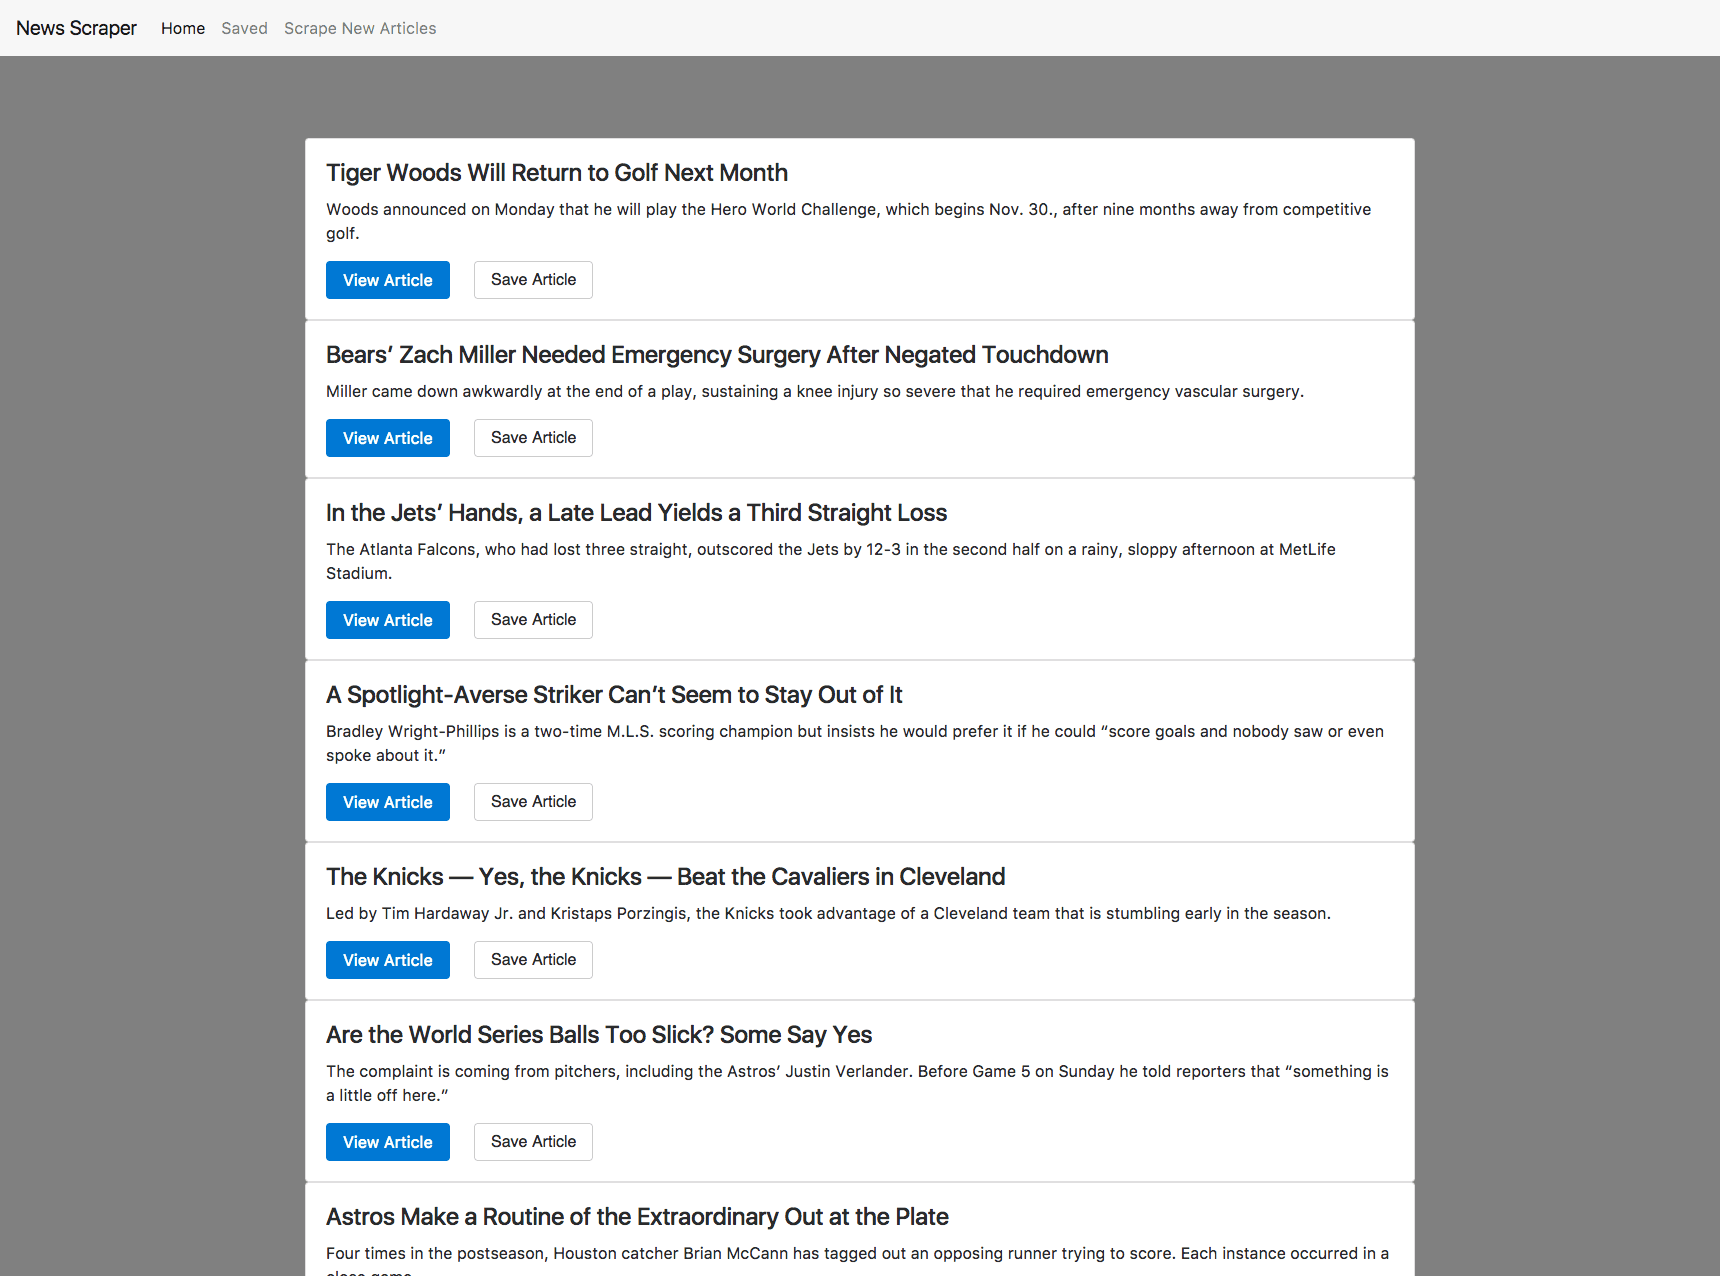 News Scraper Home Saved Scrape New Articles
Tiger Woods Will Return to Golf Next Month
Woods announced on Monday that he will play the Hero World Challenge, which begins Nov. 30., after nine months away from competitive
golf.
View Article Save Article
Bears’ Zach Miller Needed Emergency Surgery After Negated Touchdown
Miller came down awkwardly at the end of a play, sustaining a knee injury so severe that he required emergency vascular surgery.
View Article Save Article
In the Jets’ Hands, a Late Lead Yields a Third Straight Loss
The Atlanta Falcons, who had lost three straight, outscored the Jets by 12-3 in the second half on a rainy, sloppy afternoon at MetLife
Stadium.
View Article Save Article
A Spotlight-Averse Striker Can’t Seem to Stay Out of It
Bradley Wright-Phillips is a two-time M.L.S. scoring champion but insists he would prefer it if he could “score goals and nobody saw or even
spoke about it.”
View Article Save Article
The Knicks — Yes, the Knicks — Beat the Cavaliers in Cleveland
Led by Tim Hardaway Jr. and Kristaps Porzingis, the Knicks took advantage of a Cleveland team that is stumbling early in the season.
View Article Save Article
Are the World Series Balls Too Slick? Some Say Yes
The complaint is coming from pitchers, including the Astros’ Justin Verlander. Before Game 5 on Sunday he told reporters that “something is
a little off here.”
View Article Save Article
Astros Make a Routine of the Extraordinary Out at the Plate
Four times in the postseason, Houston catcher Brian McCann has tagged out an opposing runner trying to score. Each instance occurred in a
close game.